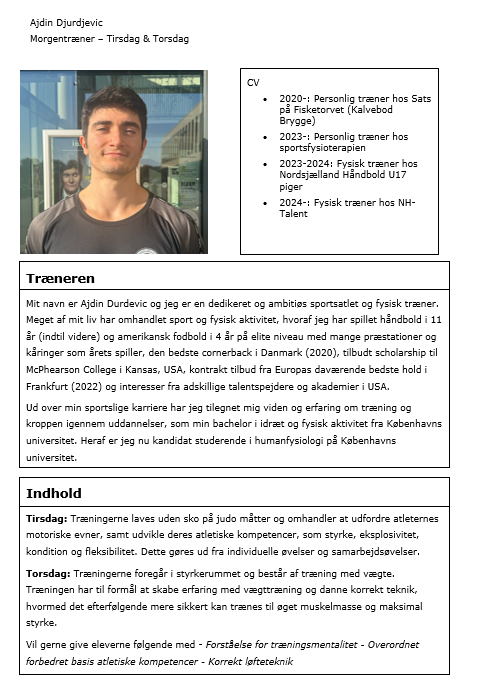 Ajdin Djurdjevic
Morgentræner – Tirsdag & Torsdag
CV
• 2020-: Personlig træner hos Sats
på Fisketorvet (Kalvebod
Brygge)
• 2023-: Personlig træner hos
sportsfysioterapien
• 2023-2024: Fysisk træner hos
Nordsjælland Håndbold U17
piger
• 2024-: Fysisk træner hos NH-
Talent
Træneren
Mit navn er Ajdin Durdevic og jeg er en dedikeret og ambitiøs sportsatlet og fysisk træner.
Meget af mit liv har omhandlet sport og fysisk aktivitet, hvoraf jeg har spillet håndbold i 11
år (indtil videre) og amerikansk fodbold i 4 år på elite niveau med mange præstationer og
kåringer som årets spiller, den bedste cornerback i Danmark (2020), tilbudt scholarship til
McPhearson College i Kansas, USA, kontrakt tilbud fra Europas daværende bedste hold i
Frankfurt (2022) og interesser fra adskillige talentspejdere og akademier i USA.
Ud over min sportslige karriere har jeg tilegnet mig viden og erfaring om træning og
kroppen igennem uddannelser, som min bachelor i idræt og fysisk aktivitet fra Københavns
universitet. Heraf er jeg nu kandidat studerende i humanfysiologi på Københavns
universitet.
Indhold
Tirsdag: Træningerne laves uden sko på judo måtter og omhandler at udfordre atleternes
motoriske evner, samt udvikle deres atletiske kompetencer, som styrke, eksplosivitet,
kondition og fleksibilitet. Dette gøres ud fra individuelle øvelser og samarbejdsøvelser.
Torsdag: Træningerne foregår i styrkerummet og består af træning med vægte.
Træningen har til formål at skabe erfaring med vægttræning og danne korrekt teknik,
hvormed det efterfølgende mere sikkert kan trænes til øget muskelmasse og maksimal
styrke.
Vil gerne give eleverne følgende med - Forståelse for træningsmentalitet - Overordnet
forbedret basis atletiske kompetencer - Korrekt løfteteknik